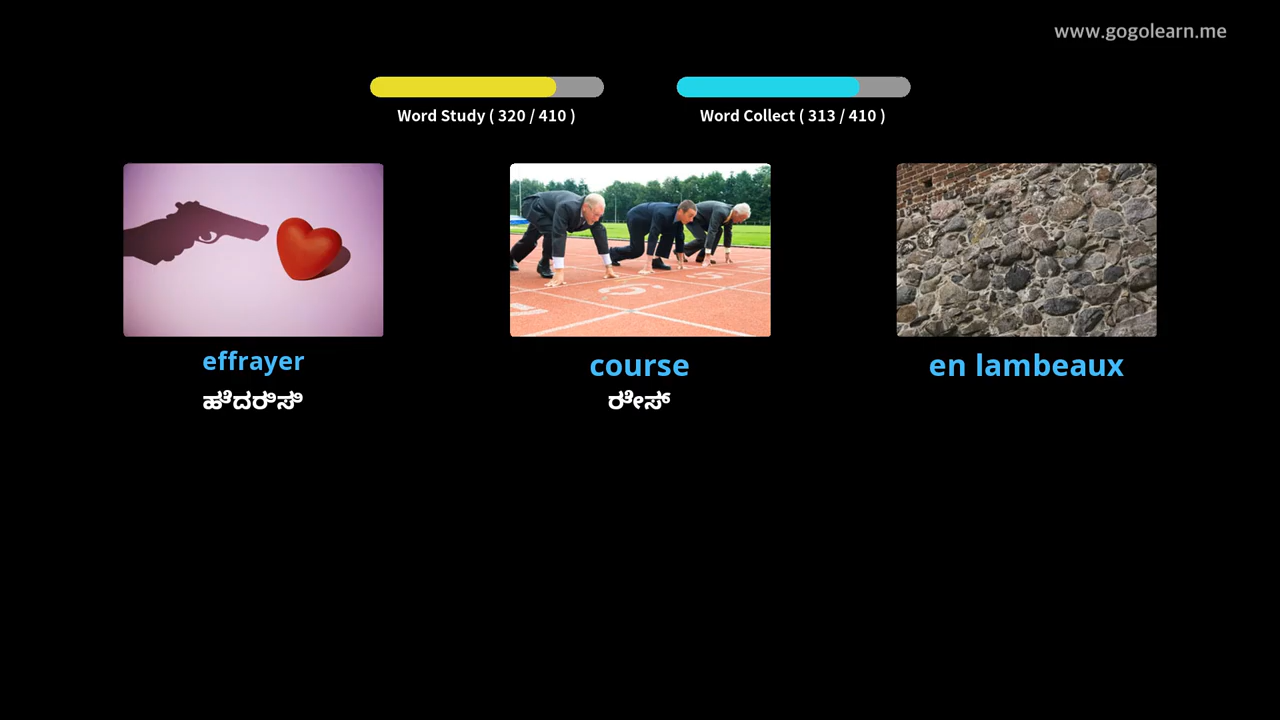 www.gogolearn.me
Word Study ( 320 / 410 )
Word Collect ( 313 / 410 )
effrayer
ಹೆದರಿಸಿ
course
ರೇಸ್
en lambeaux